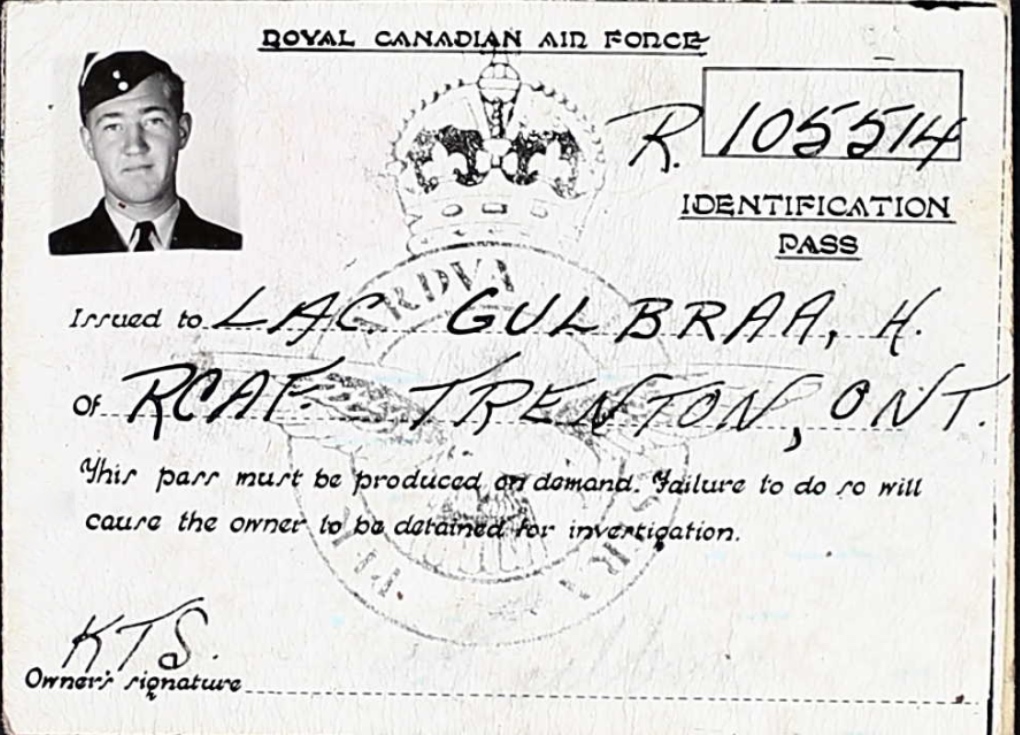 ROYAL CANADIAN AIR FORCE
R. 105514
IDENTIFICATION
PASS
Issued to LAC GULBRAA, H.
Of RCAF. TRENTON, ONT.
This pass must be produced on demand. Failure to do so will
cause the owner to be detained for investigation.
K.T.S.
Owner's signature